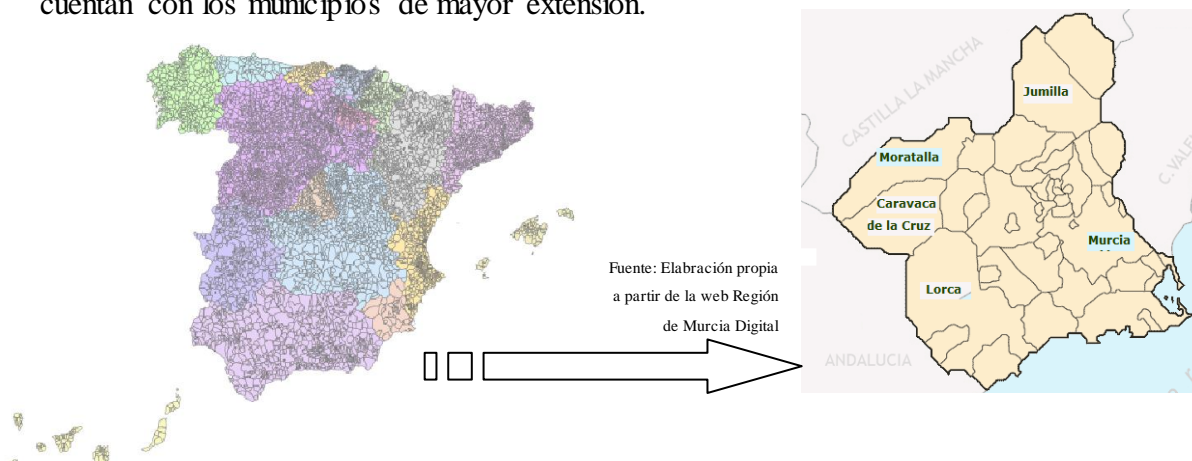 cuentan con los municipios de mayor extensión.
CASTILLA LA MANCHA
Jumilla
Moratalla
C. VALE
Caravaca
de la Cruz
Murcia
Fuente: Elabración propia
a partir de la web Región
de Murcia Digital
Lorca
ANDALUCIA